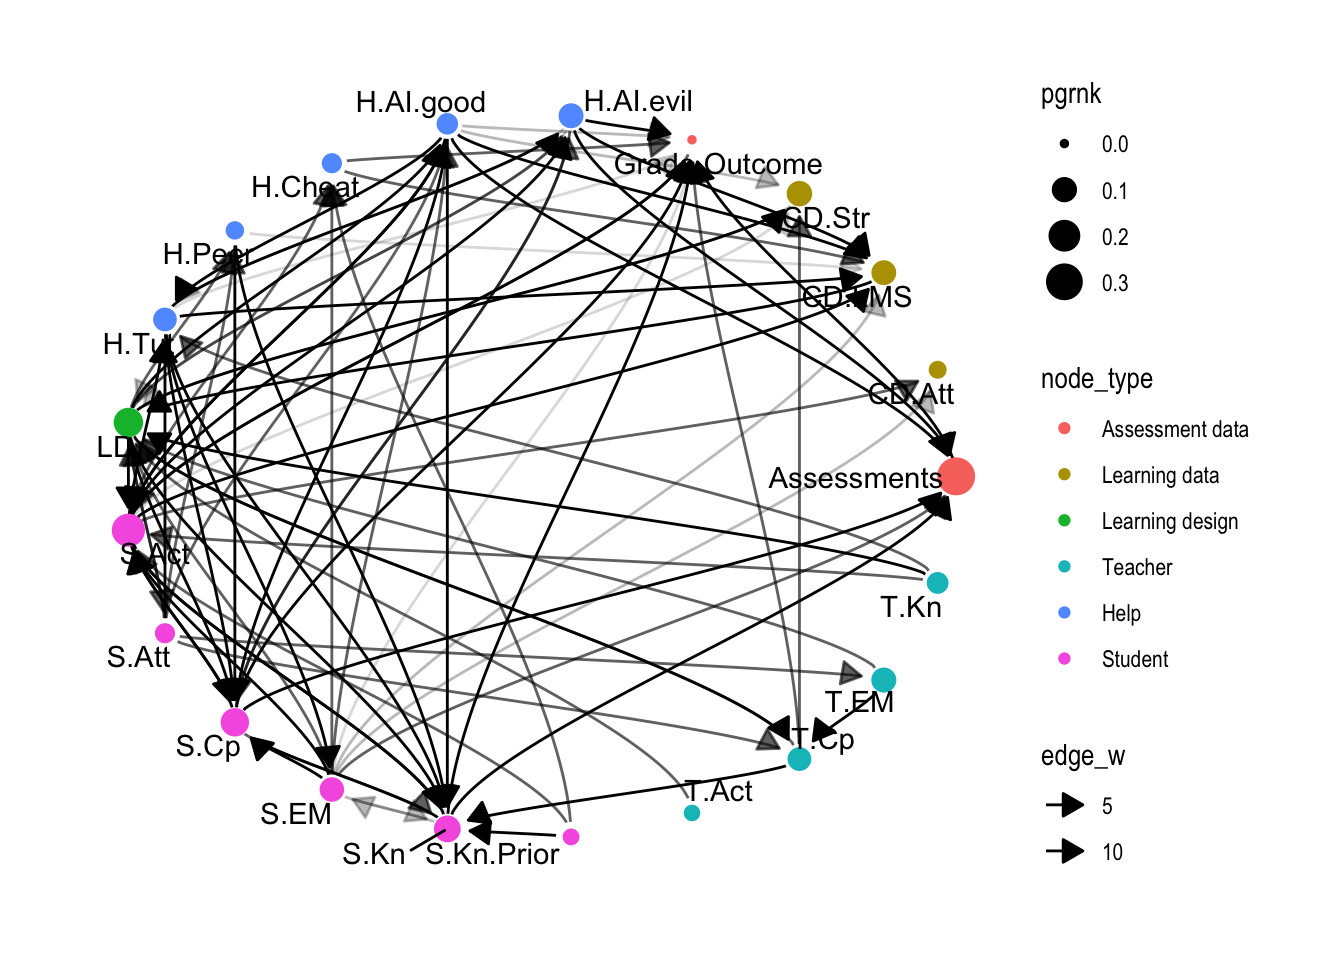 H.AI.good
H.AI.evil
Grade.Outcome
H.Cheat
CD.Str
H.Peer
CD.LMS
H.Tut
CD.Att
LD
Assessments
S.Act
T.Kn
S.Att
T.EM
S.Cp
T.Cp
T.Act
S.EM
S.Kn
S.Kn.Prior
pgrnk
0.0
0.1
0.2
0.3
node_type
Assessment data
Learning data
Learning design
Teacher
Help
Student
edge_w
5
10